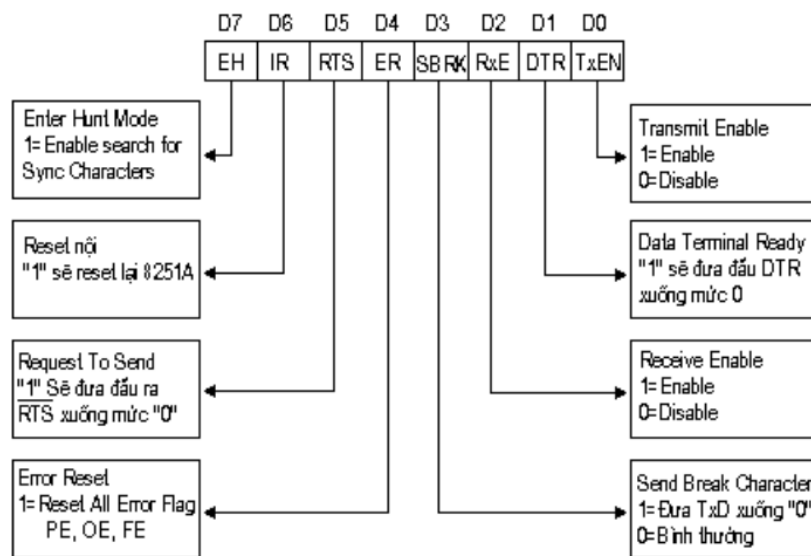 D7 D6 D5 D4 D3 D2 D1 D0
EH IR RTS ER SBRK RxE DTR TxEN
Enter Hunt Mode
1= Enable search for
Sync Characters
Transmit Enable
1= Enable
0= Disable
Reset nội
"1" sẽ reset lại 8251A
Data Terminal Ready
"1" sẽ đưa đấu DTR
xuống mức 0
Request To Send
"1" Sẽ đưa đấu ra
RTS xuống mức "0"
Receive Enable
1= Enable
0= Disable
Error Reset
1= Reset All Error Flag
PE, OE, FE
Send Break Character
1= Đưa TxD xuống "0"
0= Bình thường